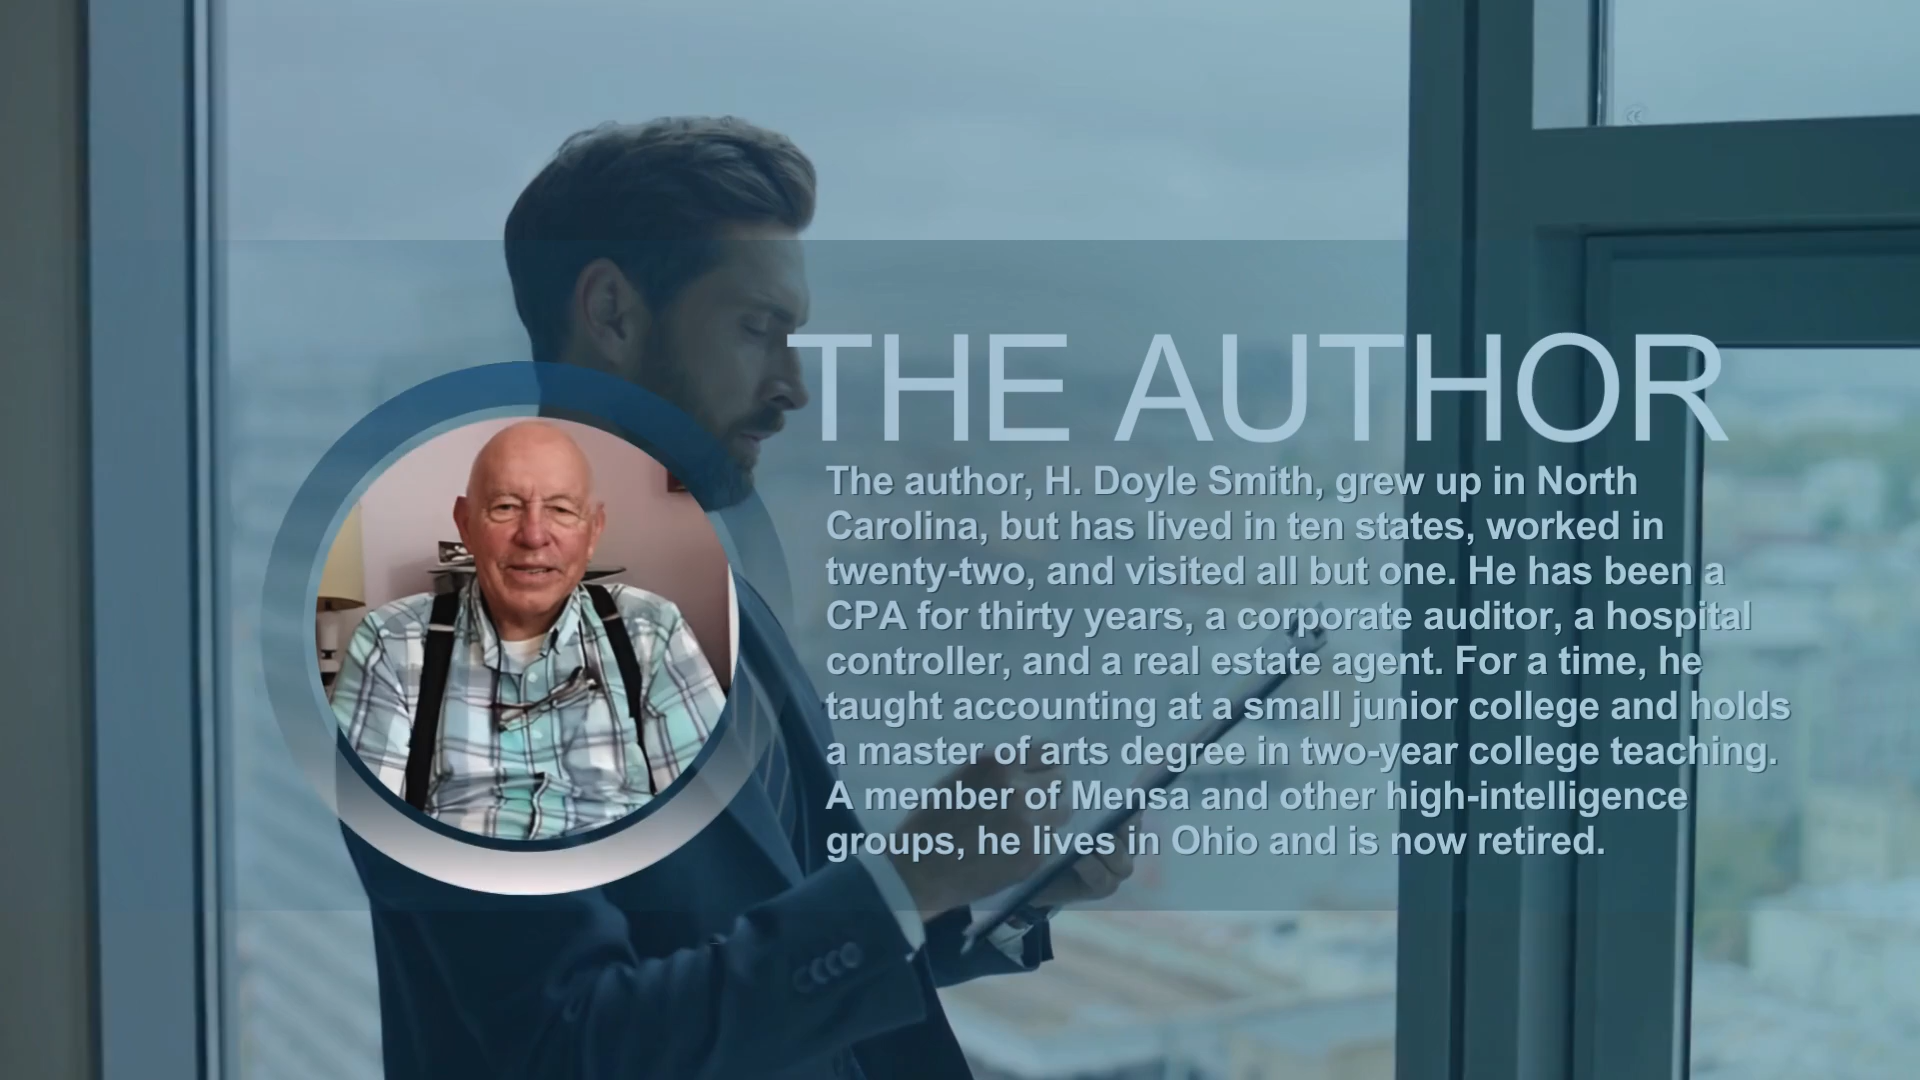 THE AUTHOR
The author, H. Doyle Smith, grew up in North
Carolina, but has lived in ten states, worked in
twenty-two, and visited all but one. He has been a
CPA for thirty years, a corporate auditor, a hospital
controller, and a real estate agent. For a time, he
taught accounting at a small junior college and holds
a master of arts degree in two-year college teaching.
A member of Mensa and other high-intelligence
groups, he lives in Ohio and is now retired.